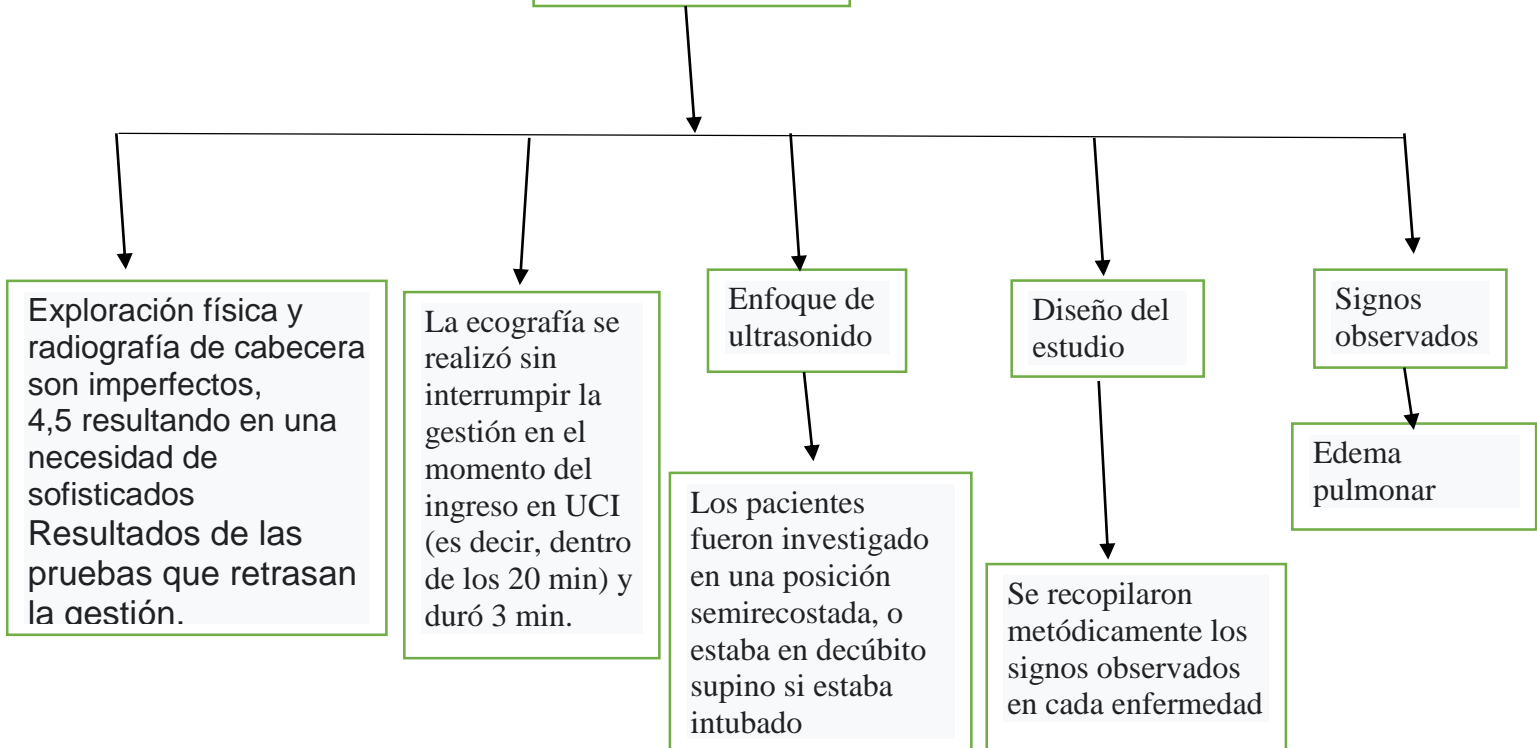 Exploración física y
radiografía de cabecera
son imperfectos,
4,5 resultando en una
necesidad de
sofisticados
Resultados de las
pruebas que retrasan
la gestión.
La ecografía se
realizó sin
interrumpir la
gestión en el
momento del
ingreso en UCI
(es decir, dentro
de los 20 min) y
duró 3 min.
Enfoque de
ultrasonido
Los pacientes
fueron investigado
en una posición
semirecostada, o
estaba en decúbito
supino si estaba
intubado
Diseño del
estudio
Se recopilaron
metódicamente los
signos observados
en cada enfermedad
Signos
observados
Edema
pulmonar